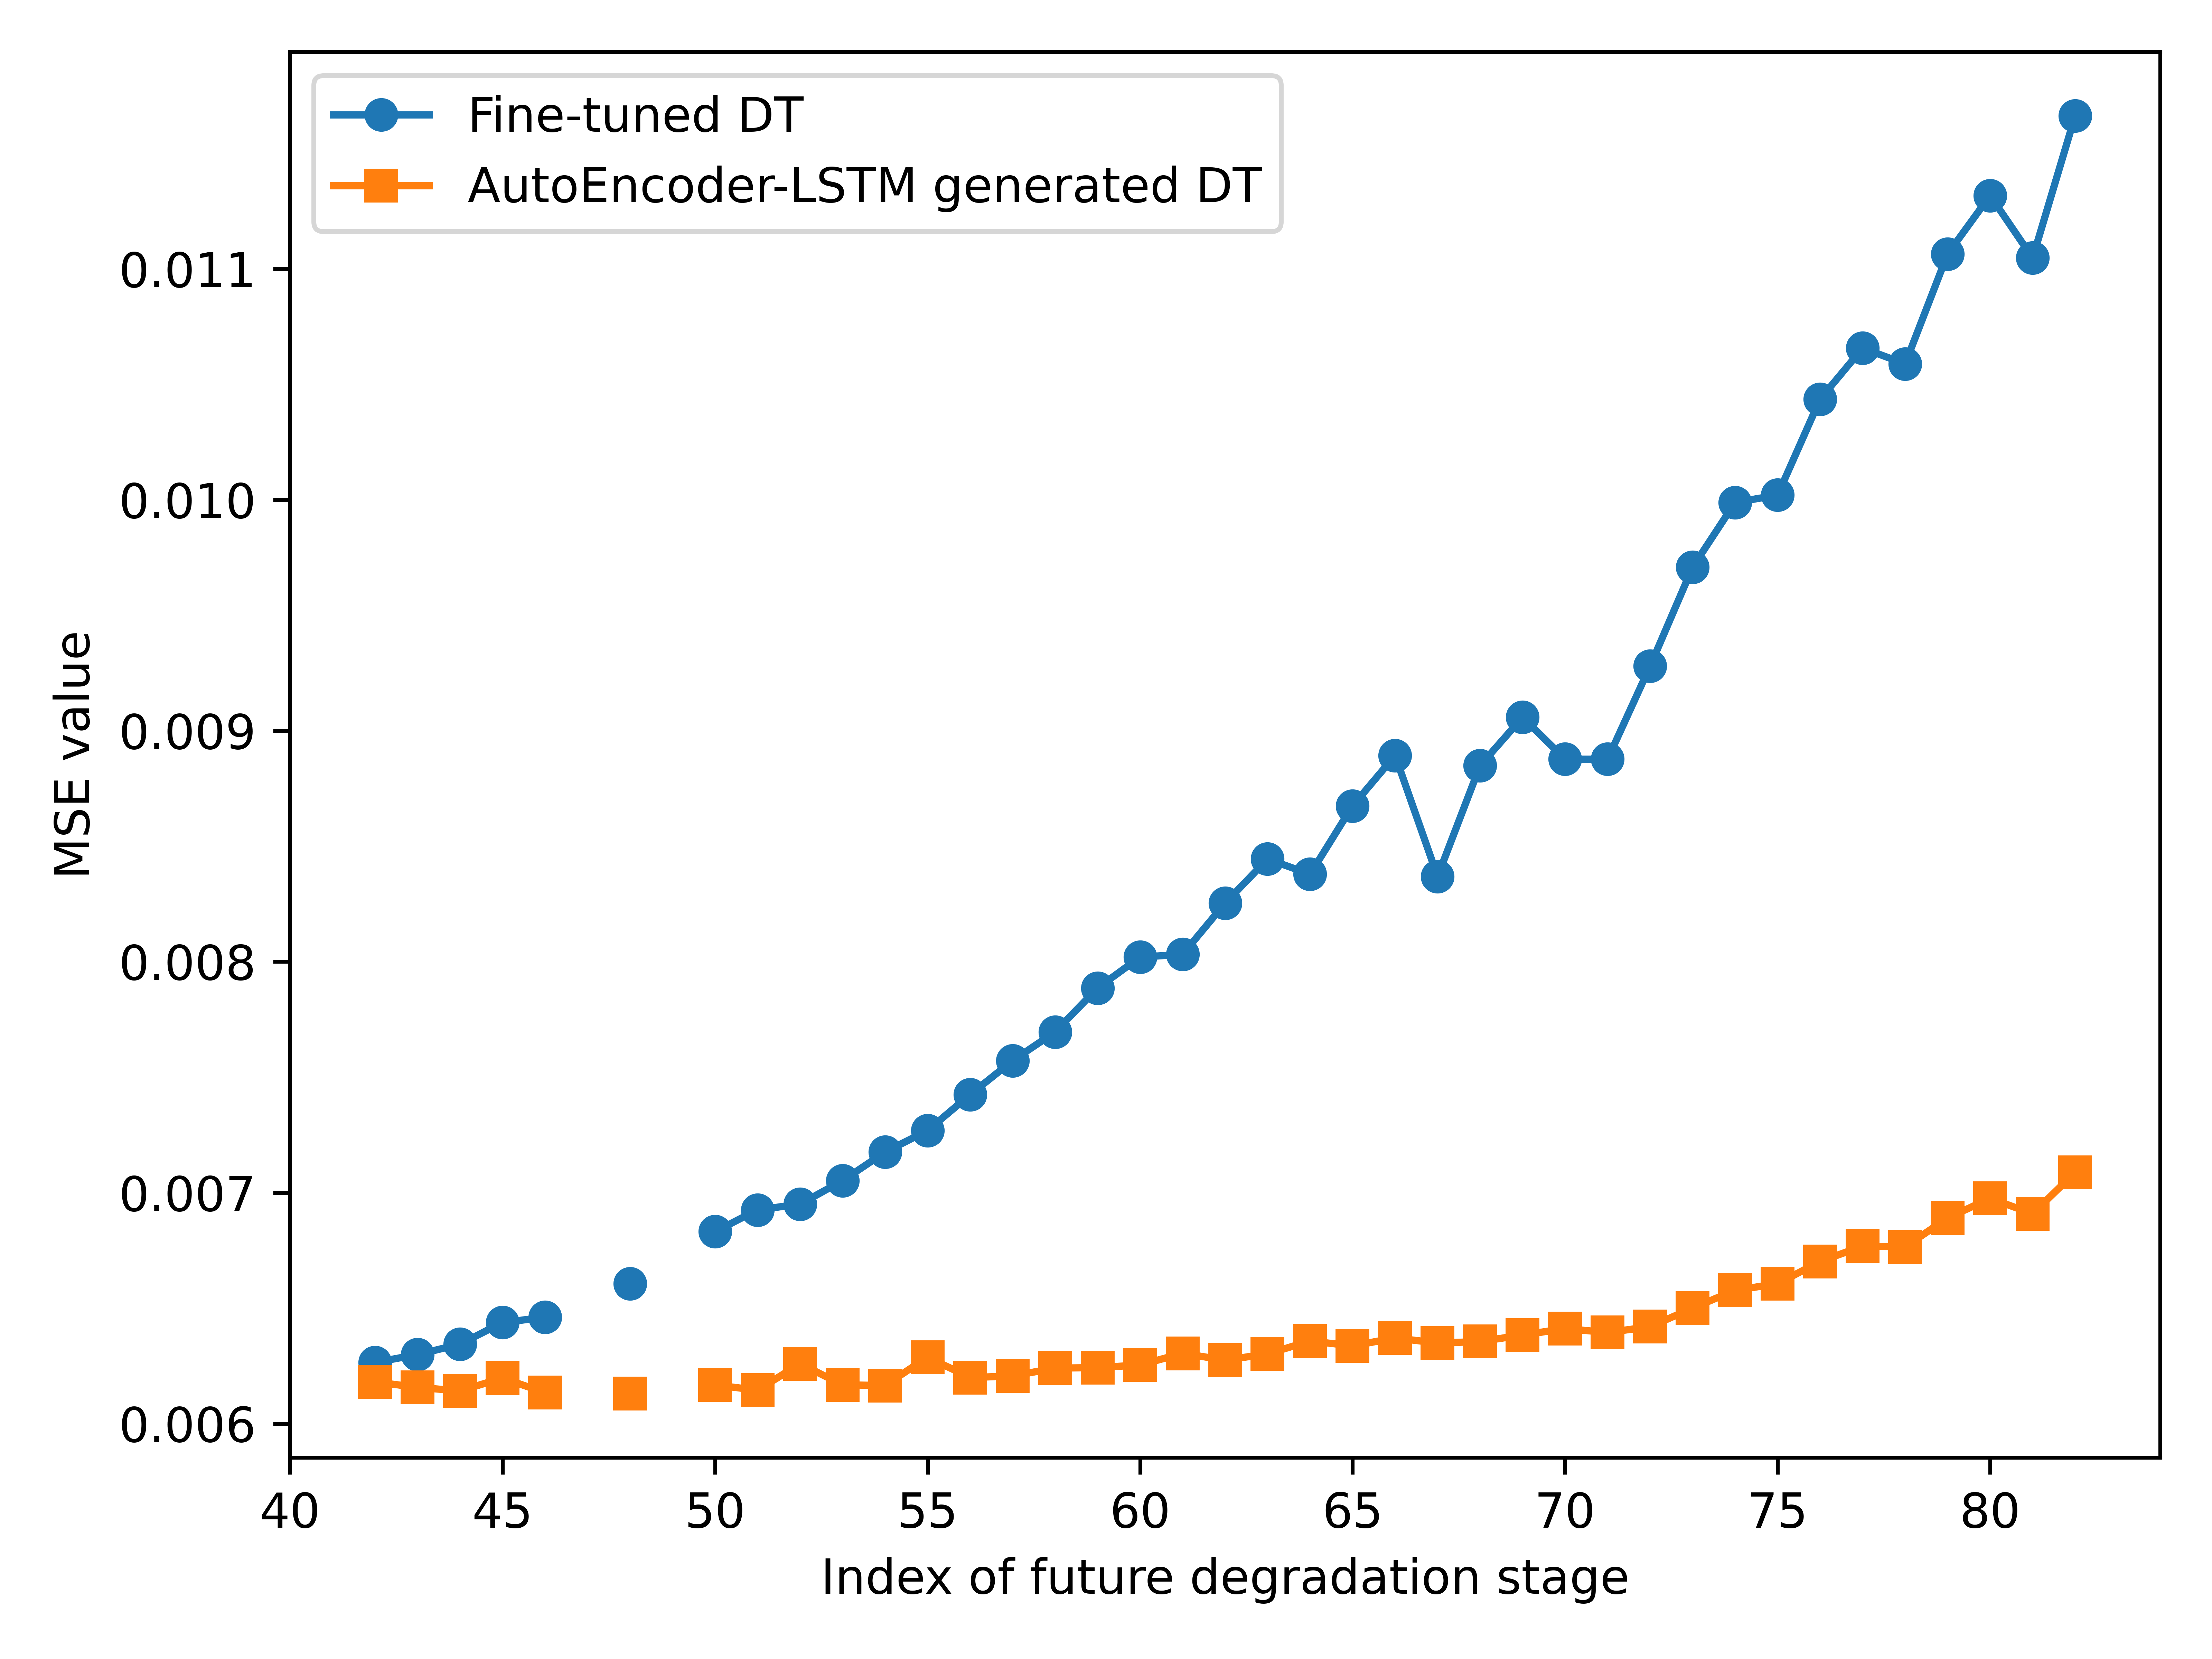 Fine-tuned DT
AutoEncoder-LSTM generated DT
0.011
0.010
0.009
0.008
0.007
0.006
MSE value
40 45 50 55 60 65 70 75 80
Index of future degradation stage